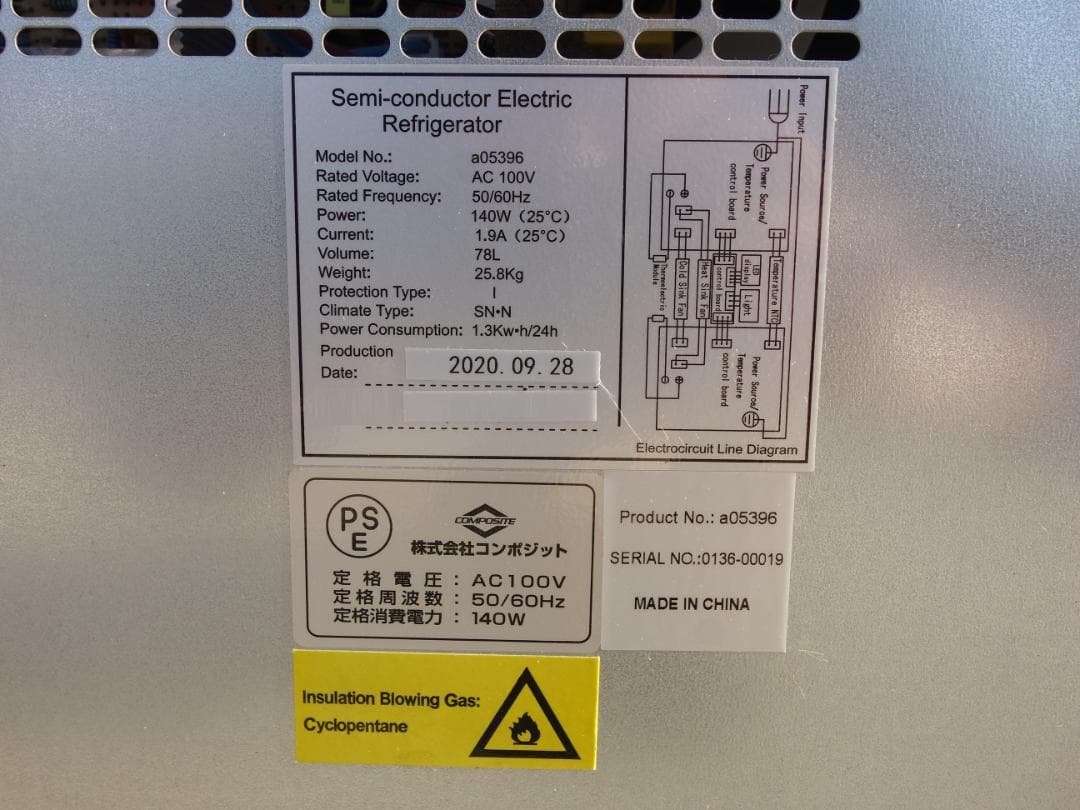 Semi-conductor Electric
Refrigerator
Model No.: a05396
Rated Voltage: AC 100V
Rated Frequency: 50/60Hz
Power: 140W (25°C)
Current: 1.9A (25°C)
Volume: 78L
Weight: 25.8Kg
Protection Type: I
Climate Type: SN•N
Power Consumption: 1.3Kw•h/24h
Production
Date: 2020. 09. 28
Power Input
Power Source/
Temperature
control board
Thermoelectric
Module
Cold Sink Fan
Heat Sink Fan
control board
LED
display
Light
Temperature NTC
Power Source/
Temperature
control board
Electrocircuit Line Diagram
PS
E
COMPOSITE
株式会社コンポジット
定格電圧：AC100V
定格周波数：50/60Hz
定格消費電力：140W
Product No.: a05396
SERIAL NO.:0136-00019
MADE IN CHINA
Insulation Blowing Gas:
Cyclopentane